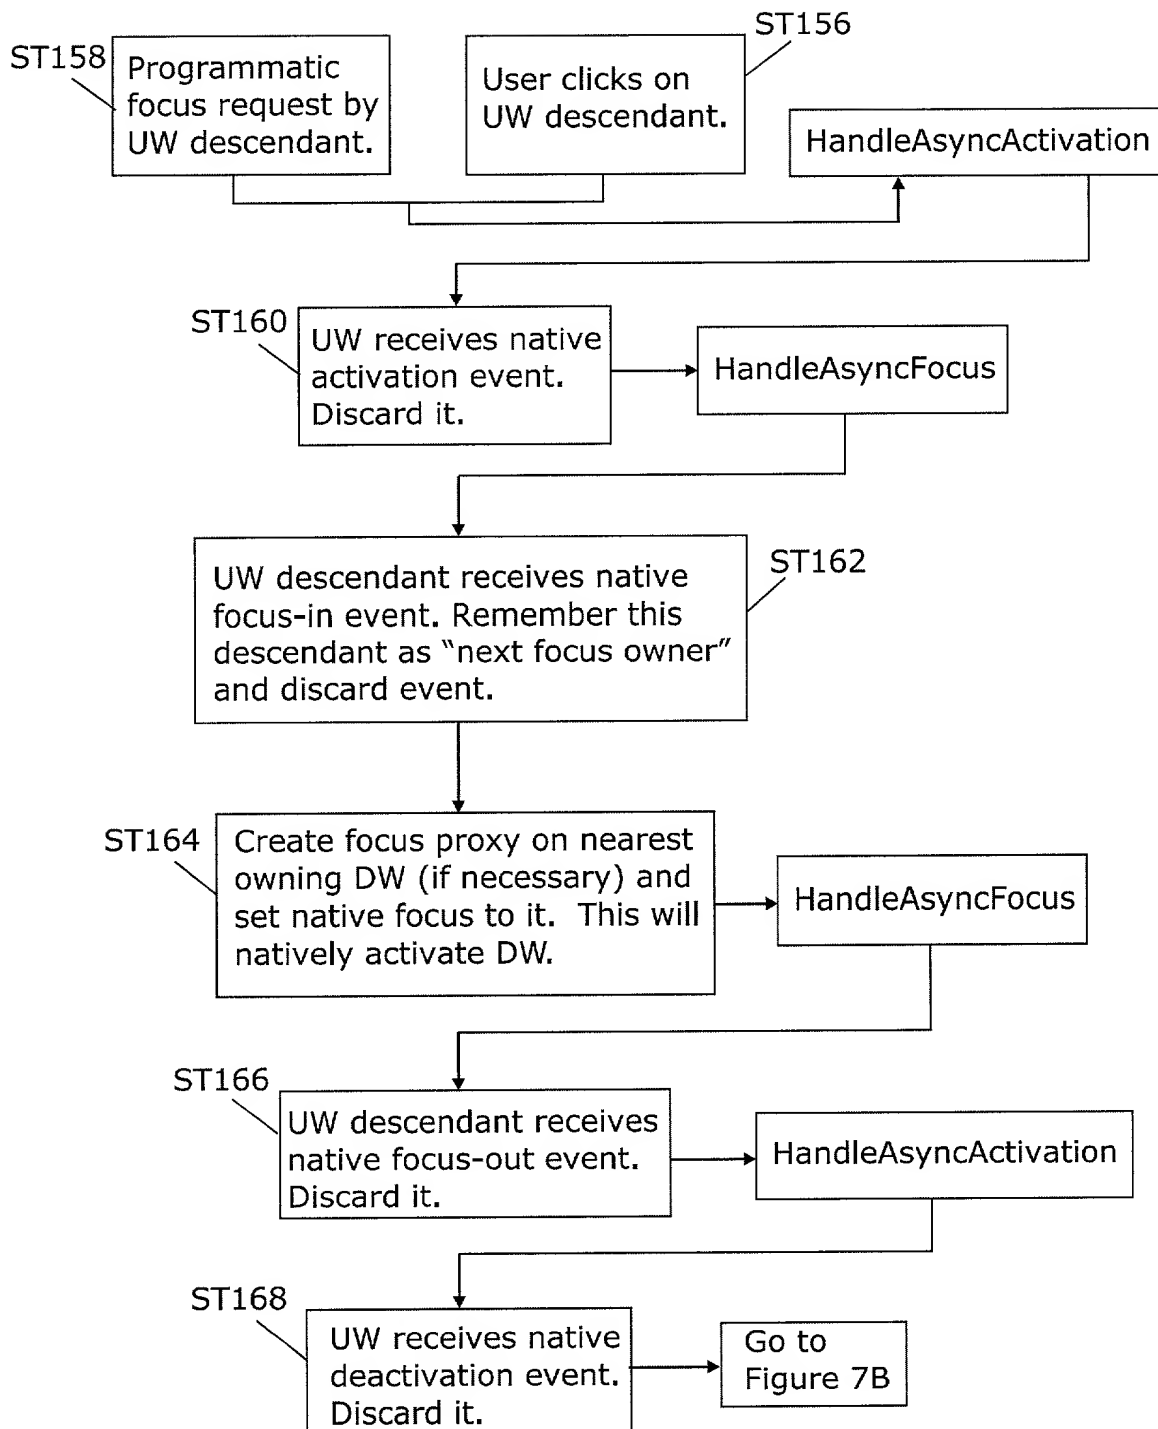 ST158
Programmatic
focus request by
UW descendant.
ST156
User clicks on
UW descendant.
HandleAsyncActivation
ST160
UW receives native
activation event.
Discard it.
HandleAsyncFocus
ST162
UW descendant receives native
focus-in event. Remember this
descendant as “next focus owner”
and discard event.
ST164
Create focus proxy on nearest
owning DW (if necessary) and
set native focus to it. This will
natively activate DW.
HandleAsyncFocus
ST166
UW descendant receives
native focus-out event.
Discard it.
HandleAsyncActivation
ST168
UW receives native
deactivation event.
Discard it.
Go to
Figure 7B